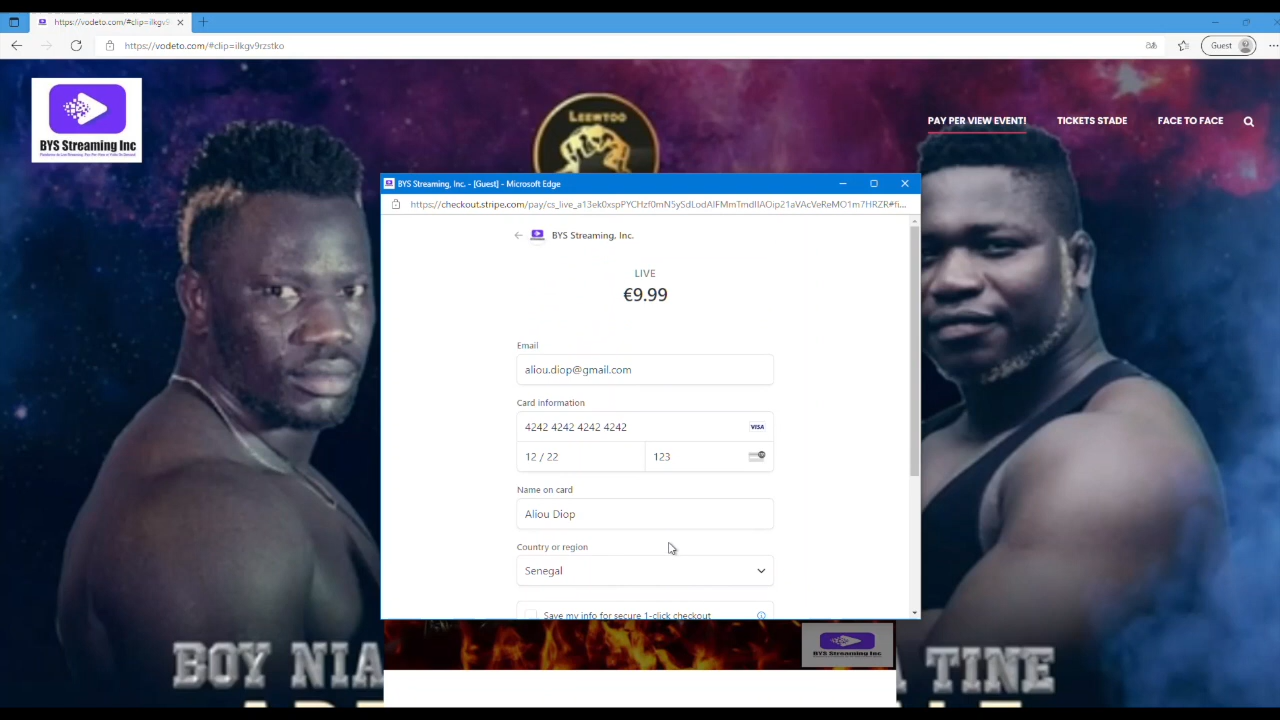 https://vodeto.com/#clip=ilkgv9
https://vodeto.com/#clip=ilkgv9rzstko
Guest
BYS Streaming Inc
LEEWTOO
PAY PER VIEW EVENT!
TICKETS STADE
FACE TO FACE
BYS Streaming, Inc. - [Guest] - Microsoft Edge
https://checkout.stripe.com/pay/cs_live_a13ek0xspPYCHzf0mN5ySdLodAlFMmTmdIIAOip21aVAcVeReMO1m7HRZR#fi...
BYS Streaming, Inc.
LIVE
€9.99
Email
aliou.diop@gmail.com
Card information
4242 4242 4242 4242
VISA
12 / 22
123
Name on card
Aliou Diop
Country or region
Senegal
Save my info for secure 1-click checkout
BYS Streaming Inc
BOY NIA
TINE